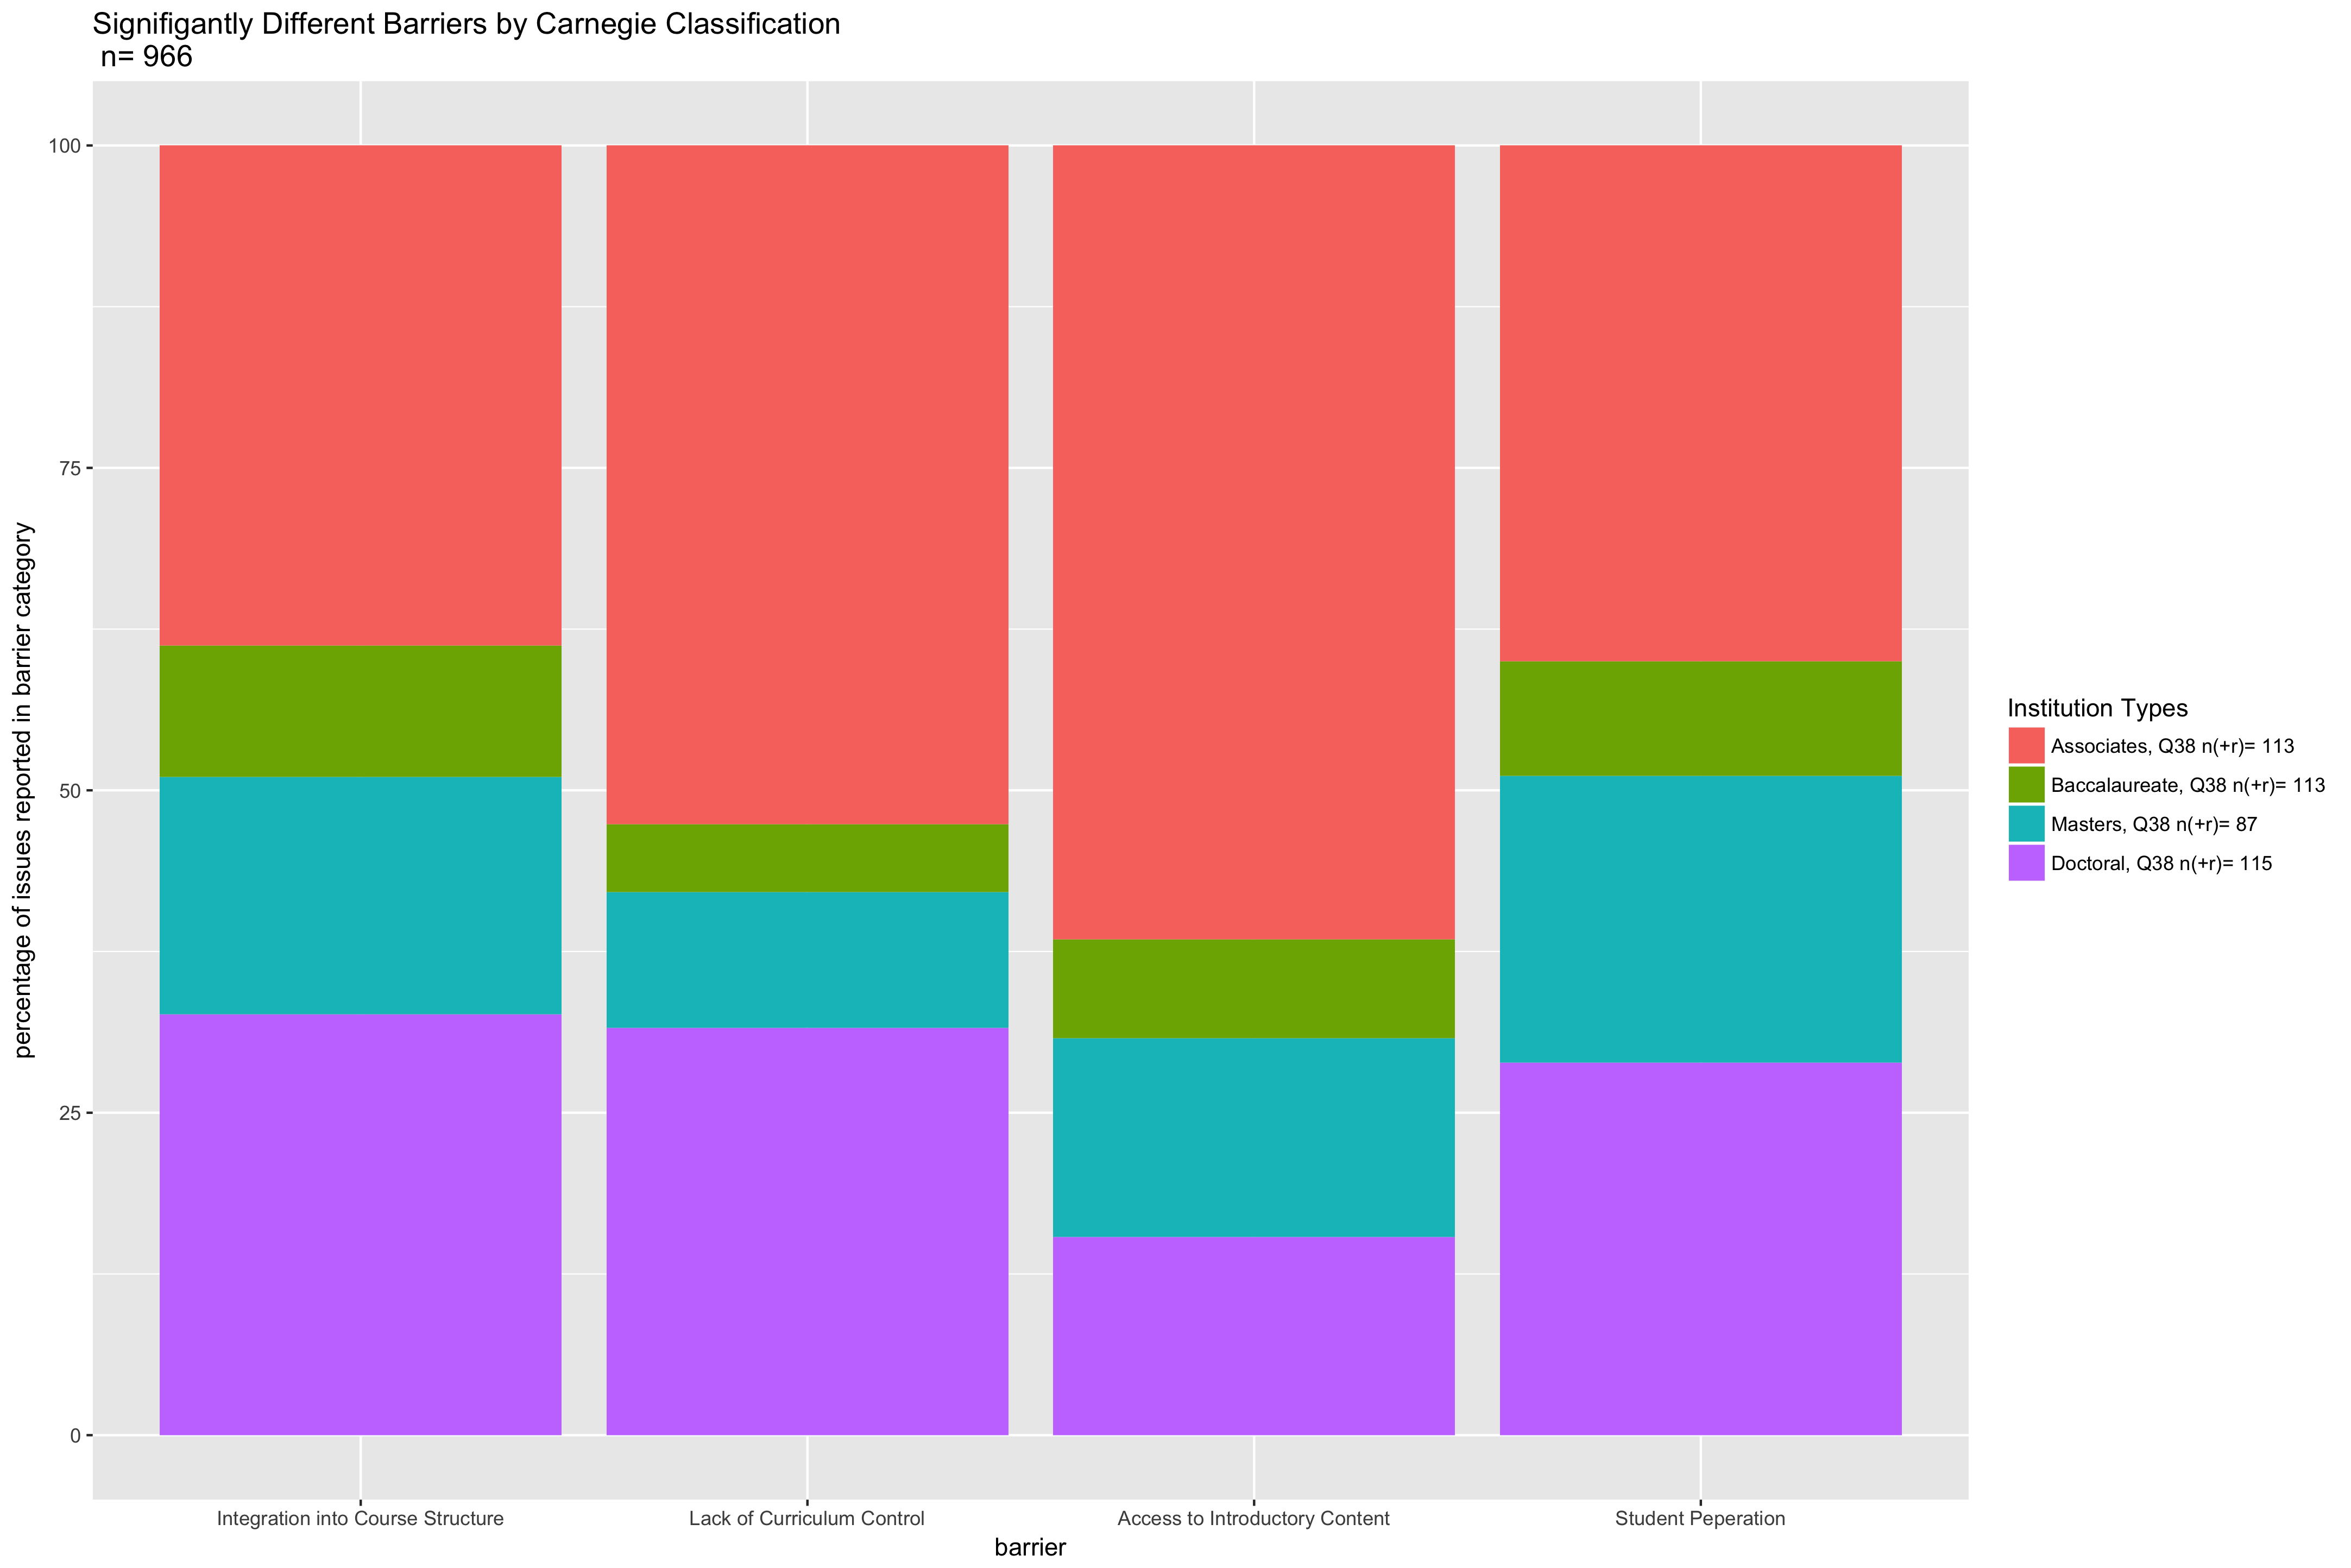 Signifigantly Different Barriers by Carnegie Classification
n= 966
percentage of issues reported in barrier category
100
75
50
25
0
Integration into Course Structure
Lack of Curriculum Control
Access to Introductory Content
Student Peperation
barrier
Institution Types
Associates, Q38 n(+r)= 113
Baccalaureate, Q38 n(+r)= 113
Masters, Q38 n(+r)= 87
Doctoral, Q38 n(+r)= 115